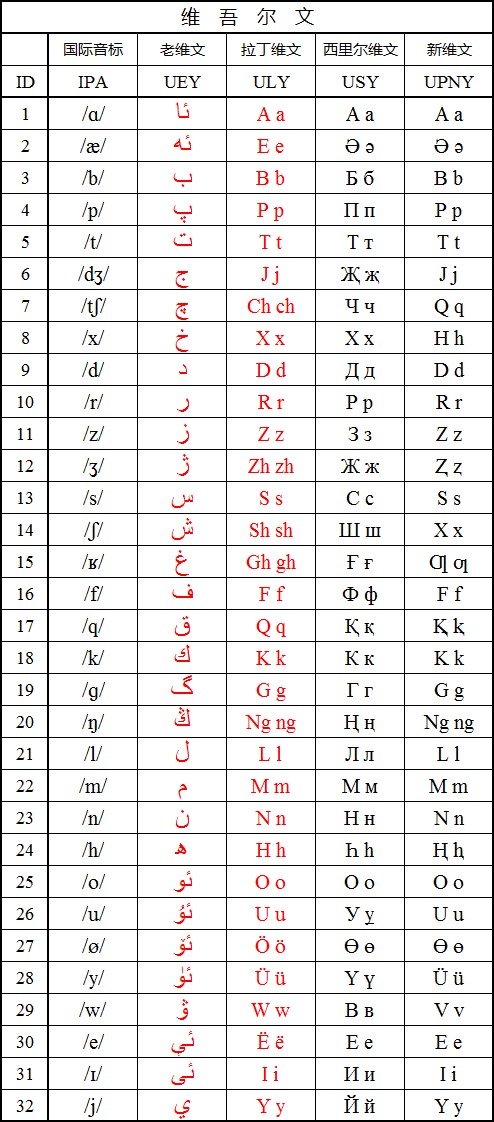 维 吾 尔 文
国际音标 老维文 拉丁维文 西里尔维文 新维文
ID IPA UEY ULY USY UPNY
1 /ɑ/ ئا A a А а A a
2 /æ/ ئە E e Ә ә Ə ə
3 /b/ ب B b Б б B b
4 /p/ پ P p П п P p
5 /t/ ت T t Т т T t
6 /dʒ/ ج J j Җ җ J j
7 /tʃ/ چ Ch ch Ч ч Q q
8 /x/ خ X x Х х H h
9 /d/ د D d Д д D d
10 /r/ ر R r Р р R r
11 /z/ ز Z z З з Z z
12 /ʒ/ ژ Zh zh Ж ж Ⱬ ⱬ
13 /s/ س S s С с S s
14 /ʃ/ ش Sh sh Ш ш X x
15 /ʁ/ غ Gh gh Ғ ғ Ƣ ƣ
16 /f/ ف F f Ф ф F f
17 /q/ ق Q q Қ қ Ⱪ ⱪ
18 /k/ ك K k К к K k
19 /ɡ/ گ G g Г г G g
20 /ŋ/ ڭ Ng ng Ң ң Ng ng
21 /l/ ل L l Л л L l
22 /m/ م M m М м M m
23 /n/ ن N n Н н N n
24 /h/ ھ H h Һ һ Ⱨ ⱨ
25 /o/ ئو O o О о O o
26 /u/ ئۇ U u У у U u
27 /ø/ ئۆ Ö ö Ө ө Ɵ ɵ
28 /y/ ئۈ Ü ü Ү ү Ü ü
29 /w/ ۋ W w В в V v
30 /e/ ئې Ë ë Е е E e
31 /ɪ/ ئى I i И и I i
32 /j/ ي Y y Й й Y y